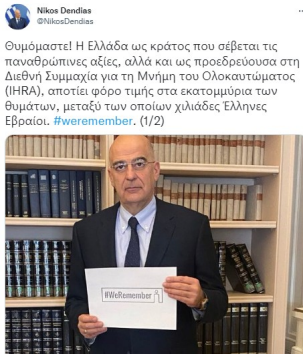 Nikos Dendias
@NikosDendias
Θυμόμαστε! Η Ελλάδα ως κράτος που σέβεται τις
πανανθρώπινες αξίες, αλλά και ως προεδρεύουσα στη
Διεθνή Συμμαχία για τη Μνήμη του Ολοκαυτώματος
(IHRA), αποτίει φόρο τιμής στα εκατομμύρια των
θυμάτων, μεταξύ των οποίων χιλιάδες Έλληνες
Εβραίοι. #weremember. (1/2)
#WeRemember